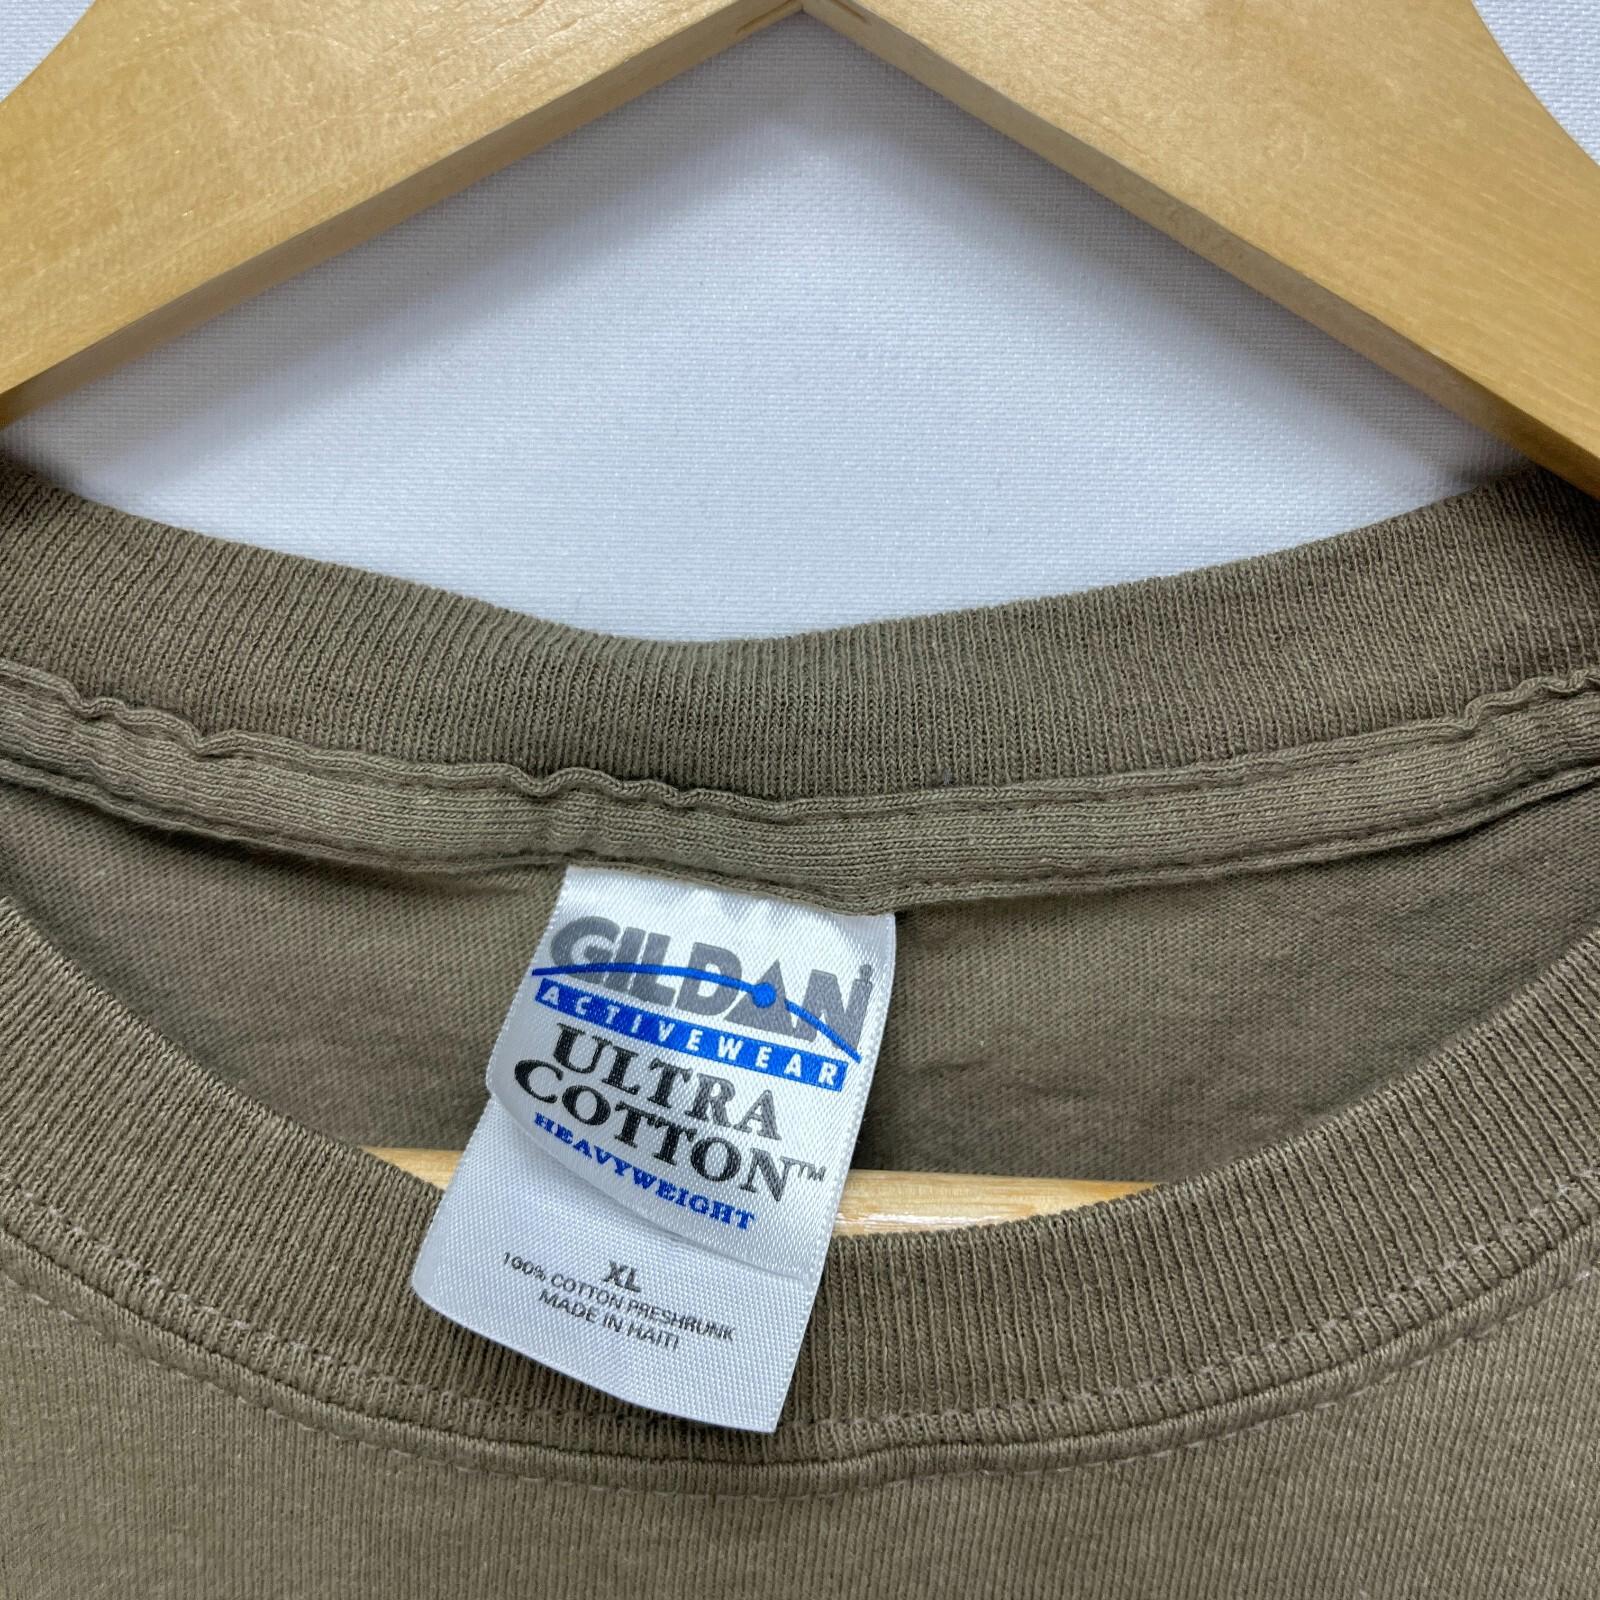 GILDAN
ACTIVEWEAR
ULTRA
COTTON™
HEAVYWEIGHT
XL
100% COTTON PRESHRUNK
MADE IN HAITI